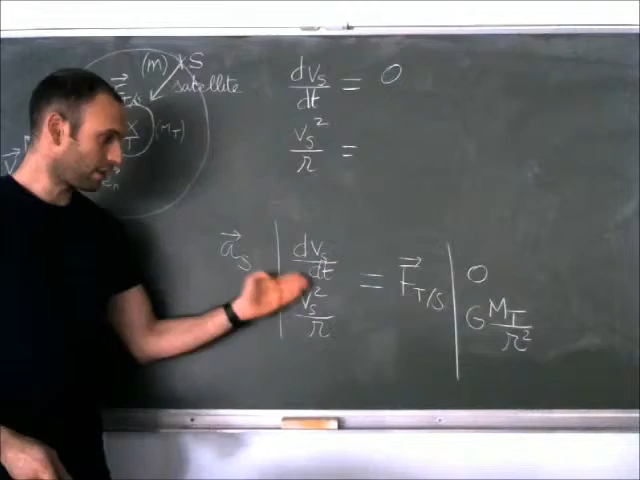 (m) S
satellite
T (M_T)
dv_s/dt = 0
v_s²/r =
a⃗_s | dv_s/dt = F⃗_T/S | 0
v_s²/r G M_T/r²